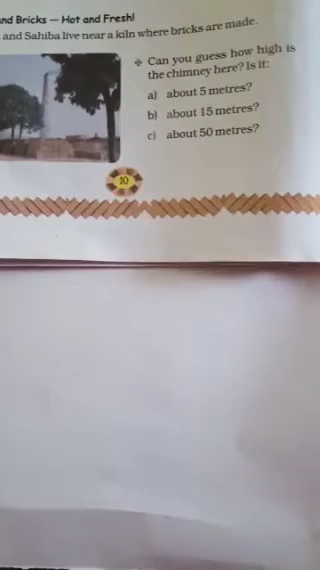 nd Bricks — Hot and Fresh!
and Sahiba live near a kiln where bricks are made.
❖ Can you guess how high is
the chimney here? Is it:
a) about 5 metres?
b) about 15 metres?
c) about 50 metres?
10